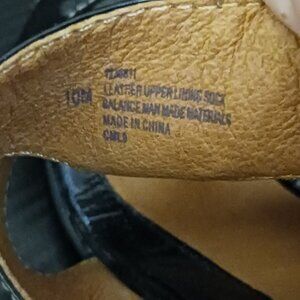 10M
LEATHER UPPER LINING SOCK
BALANCE MAN MADE MATERIALS
MADE IN CHINA